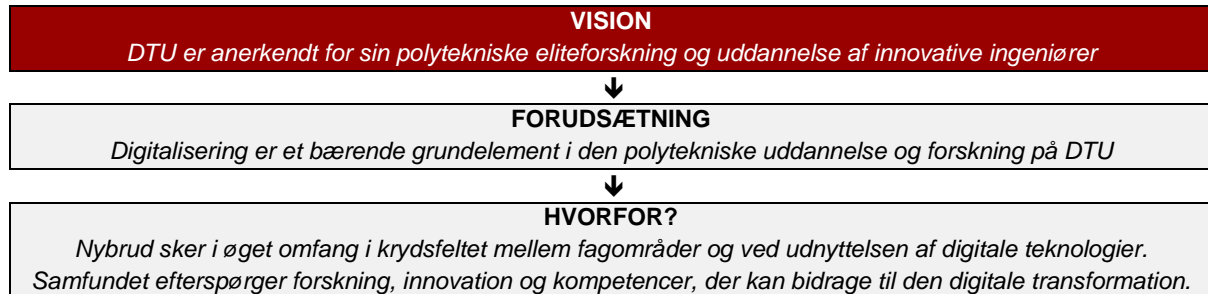 VISION
DTU er anerkendt for sin polytekniske eliteforskning og uddannelse af innovative ingeniører
FORUDSÆTNING
Digitalisering er et bærende grundelement i den polytekniske uddannelse og forskning på DTU
HVORFOR?
Nybrud sker i øget omfang i krydsfeltet mellem fagområder og ved udnyttelsen af digitale teknologier.
Samfundet efterspørger forskning, innovation og kompetencer, der kan bidrage til den digitale transformation.